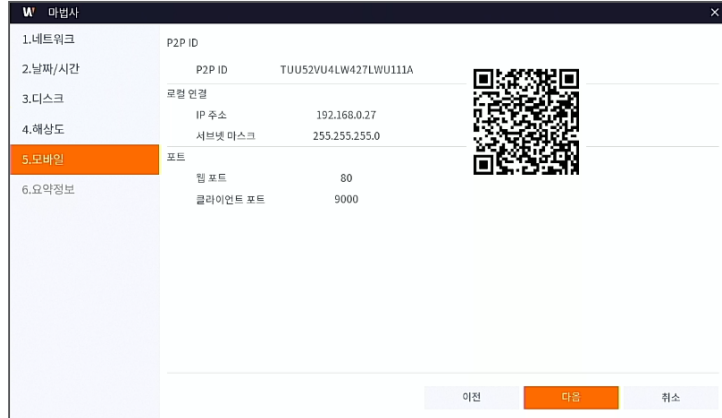 W 마법사
1.네트워크
2.날짜/시간
3.디스크
4.해상도
5.모바일
6.요약정보
P2P ID
P2P ID TUU52VU4LW427LWU111A
로컬 연결
IP 주소 192.168.0.27
서브넷 마스크 255.255.255.0
포트
웹 포트 80
클라이언트 포트 9000
이전 다음 취소